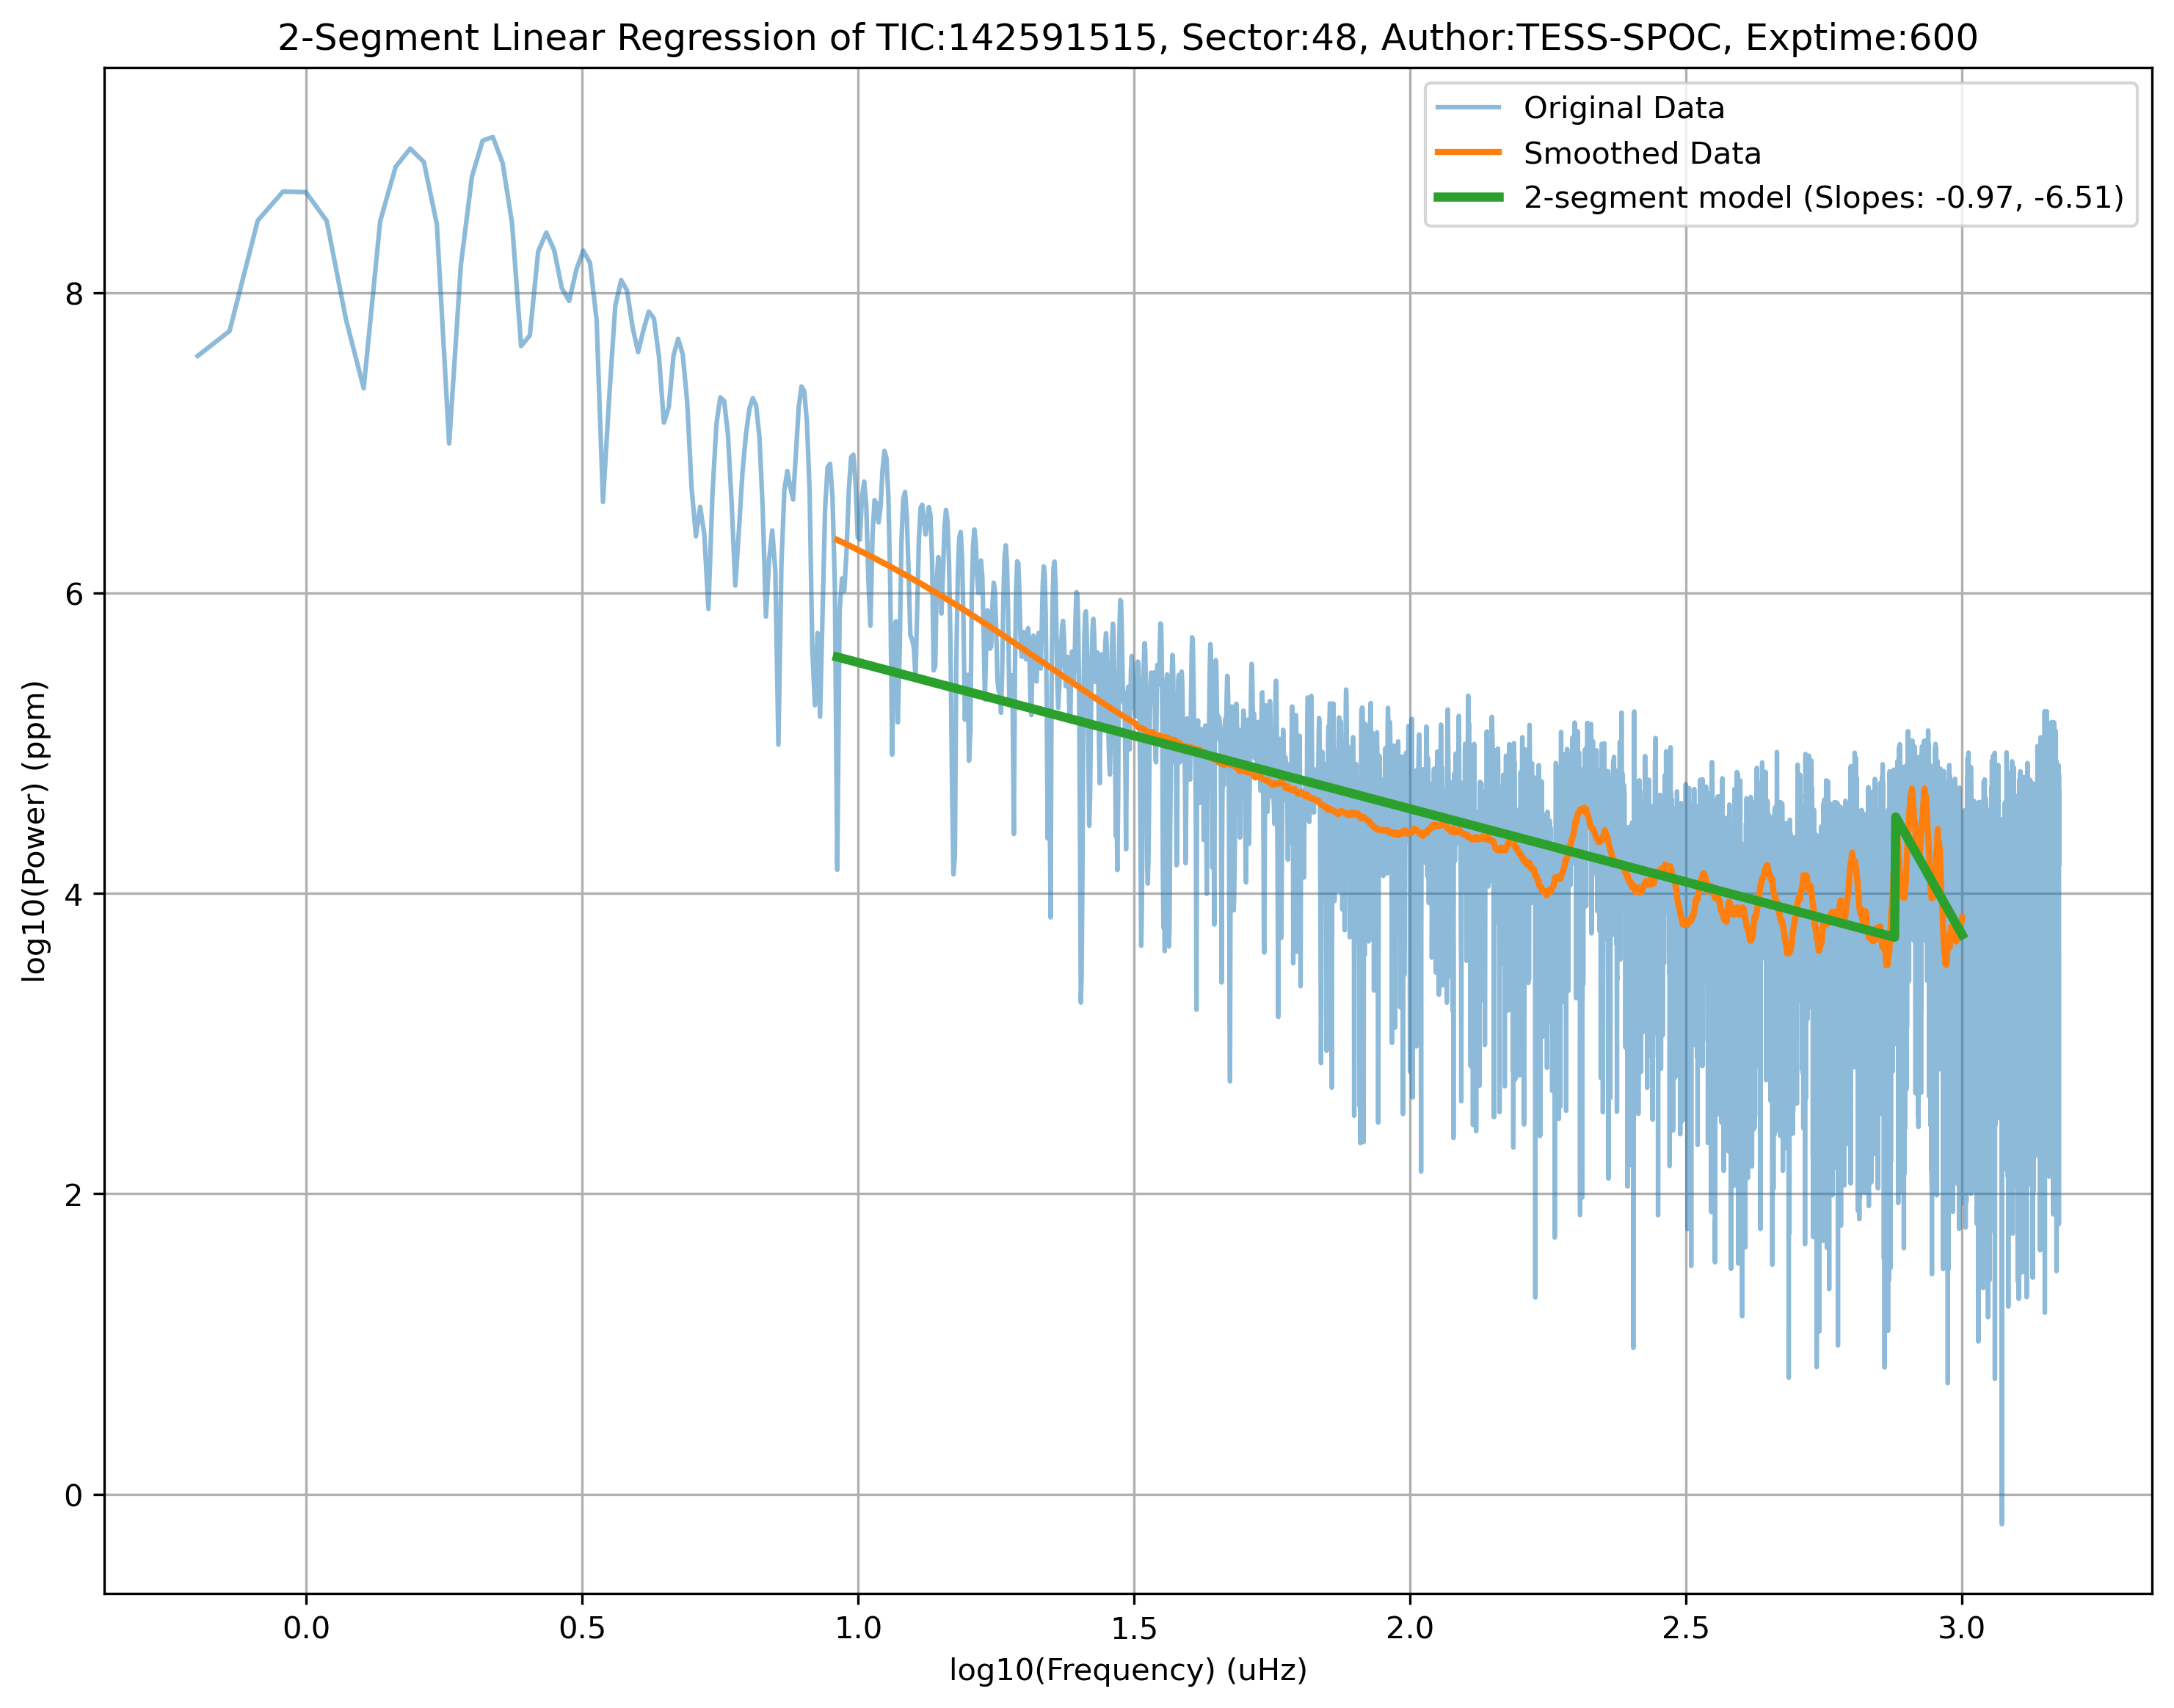 2-Segment Linear Regression of TIC:142591515, Sector:48, Author:TESS-SPOC, Exptime:600
Original Data
Smoothed Data
2-segment model (Slopes: -0.97, -6.51)
log10(Power) (ppm)
8
6
4
2
0
0.0 0.5 1.0 1.5 2.0 2.5 3.0
log10(Frequency) (uHz)